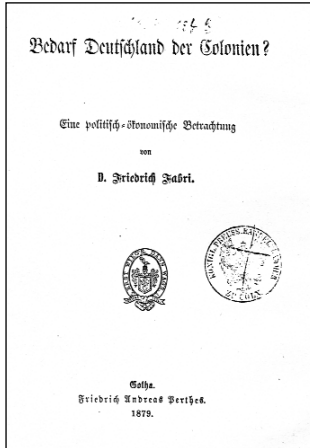 Bedarf Deutschland der Colonien?
Eine politisch-ökonomische Betrachtung
von
D. Friedrich Fabri.
Gotha.
Friedrich Andreas Perthes.
1879.